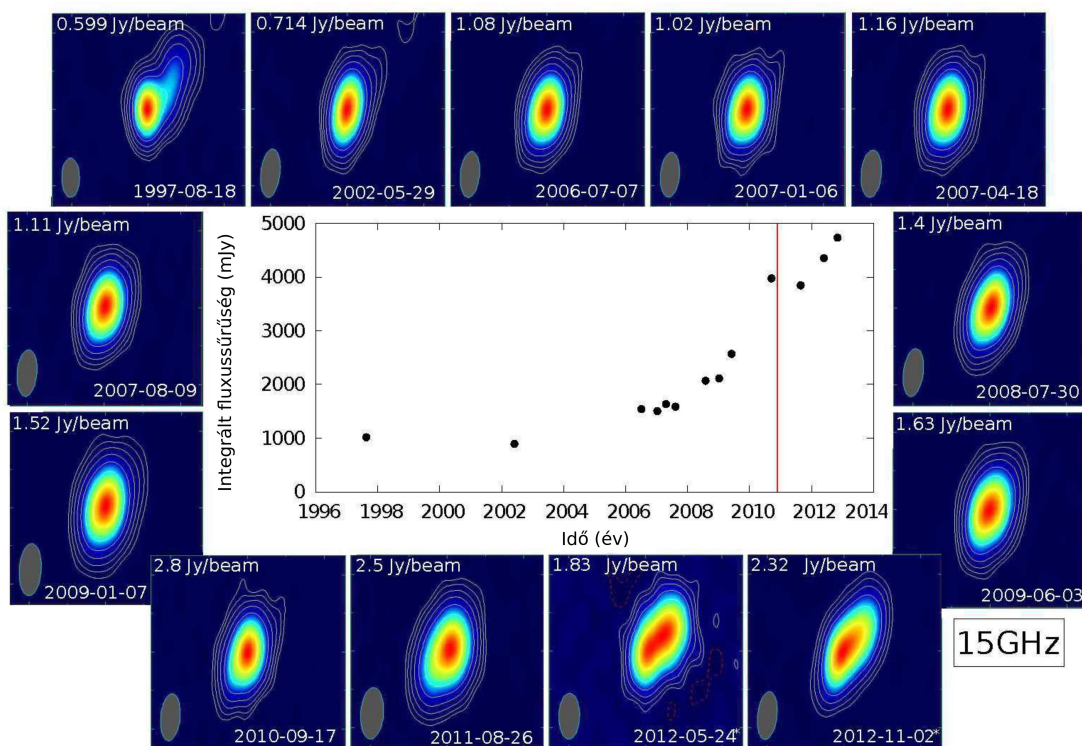 0.599 Jy/beam
1997-08-18
0.714 Jy/beam
2002-05-29
1.08 Jy/beam
2006-07-07
1.02 Jy/beam
2007-01-06
1.16 Jy/beam
2007-04-18
1.11 Jy/beam
2007-08-09
1.4 Jy/beam
2008-07-30
1.52 Jy/beam
2009-01-07
1.63 Jy/beam
2009-06-03
Integrált fluxussűrűség (mJy)
5000
4000
3000
2000
1000
0
1996 1998 2000 2002 2004 2006 2008 2010 2012 2014
Idő (év)
2.8 Jy/beam
2010-09-17
2.5 Jy/beam
2011-08-26
1.83 Jy/beam
2012-05-24*
2.32 Jy/beam
2012-11-02*
15GHz